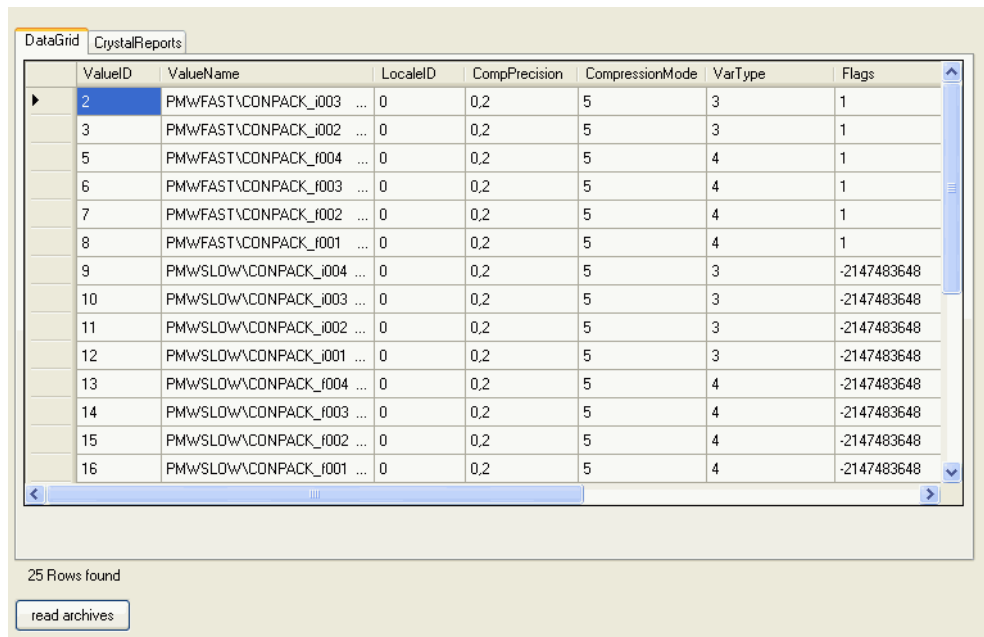 DataGrid CrystalReports
ValueID ValueName LocaleID CompPrecision CompressionMode VarType Flags
2 PMWFAST\CONPACK_i003 ... 0 0,2 5 3 1
3 PMWFAST\CONPACK_i002 ... 0 0,2 5 3 1
5 PMWFAST\CONPACK_f004 ... 0 0,2 5 4 1
6 PMWFAST\CONPACK_f003 ... 0 0,2 5 4 1
7 PMWFAST\CONPACK_f002 ... 0 0,2 5 4 1
8 PMWFAST\CONPACK_f001 ... 0 0,2 5 4 1
9 PMWSLOW\CONPACK_i004 ... 0 0,2 5 3 -2147483648
10 PMWSLOW\CONPACK_i003 ... 0 0,2 5 3 -2147483648
11 PMWSLOW\CONPACK_i002 ... 0 0,2 5 3 -2147483648
12 PMWSLOW\CONPACK_i001 ... 0 0,2 5 3 -2147483648
13 PMWSLOW\CONPACK_f004 ... 0 0,2 5 4 -2147483648
14 PMWSLOW\CONPACK_f003 ... 0 0,2 5 4 -2147483648
15 PMWSLOW\CONPACK_f002 ... 0 0,2 5 4 -2147483648
16 PMWSLOW\CONPACK_f001 ... 0 0,2 5 4 -2147483648
25 Rows found
read archives